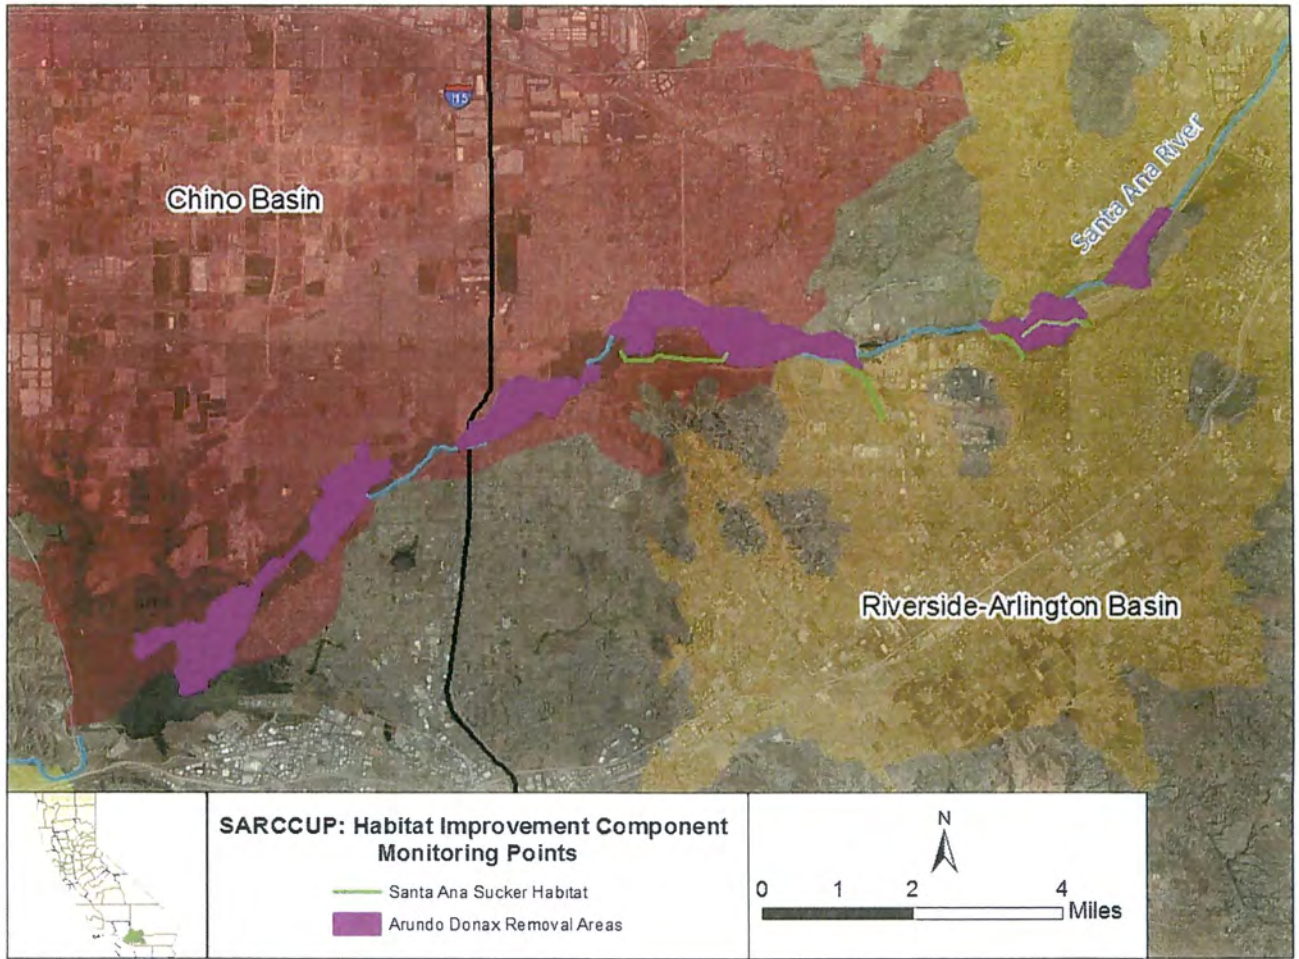 15
Chino Basin
Santa Ana River
Riverside-Arlington Basin
SARCCUP: Habitat Improvement Component
Monitoring Points
Santa Ana Sucker Habitat
Arundo Donax Removal Areas
N
0 1 2 4
Miles